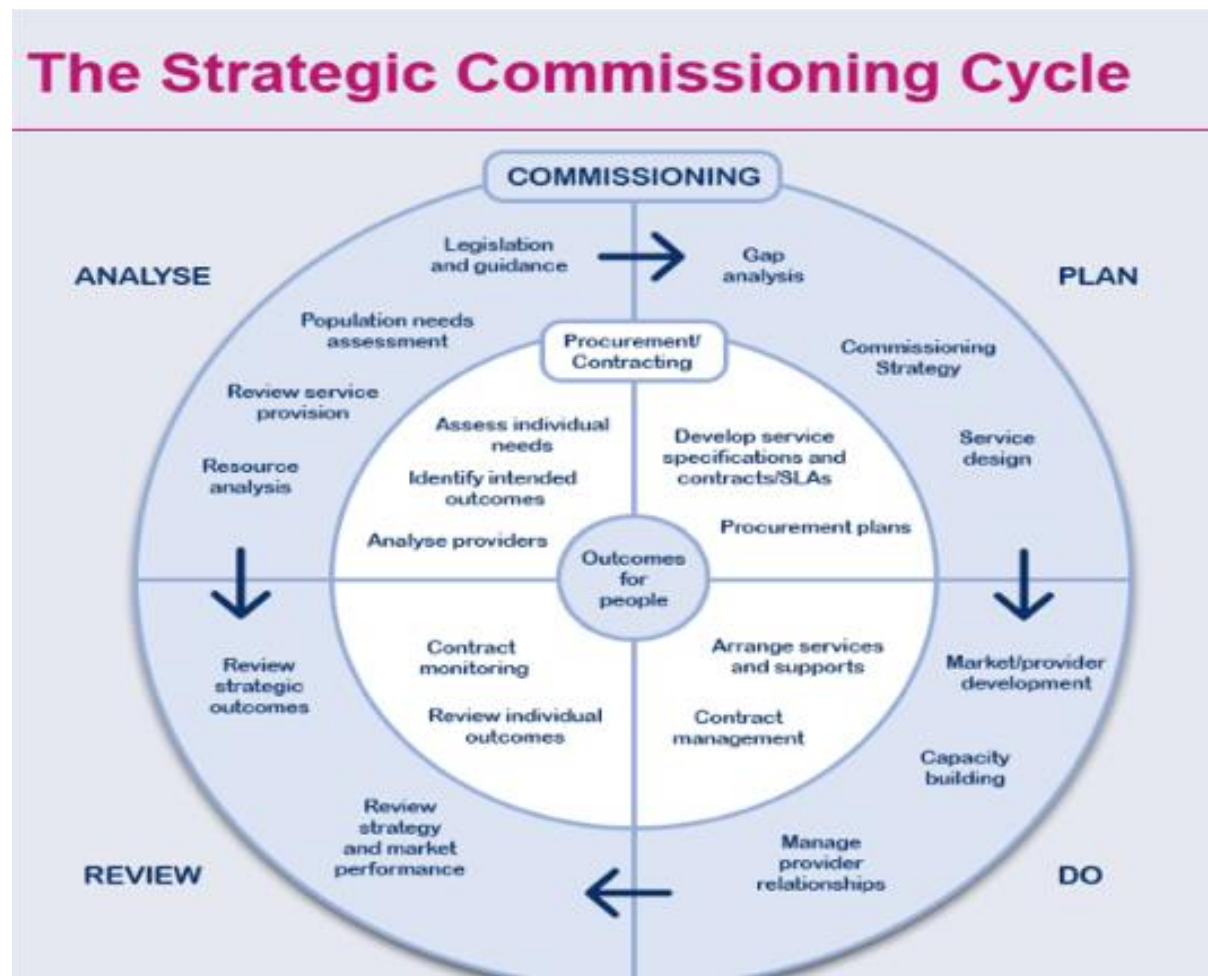 The Strategic Commissioning Cycle
COMMISSIONING
ANALYSE
Legislation
and guidance
Population needs
assessment
Review service
provision
Resource
analysis
PLAN
Gap
analysis
Commissioning
Strategy
Service
design
Procurement/
Contracting
Assess individual
needs
Identify intended
outcomes
Analyse providers
Develop service
specifications and
contracts/SLAs
Procurement plans
Outcomes
for
people
Contract
monitoring
Review individual
outcomes
Arrange services
and supports
Contract
management
Market/provider
development
Capacity
building
Manage
provider
relationships
DO
Review
strategic
outcomes
Review
strategy
and market
performance
REVIEW